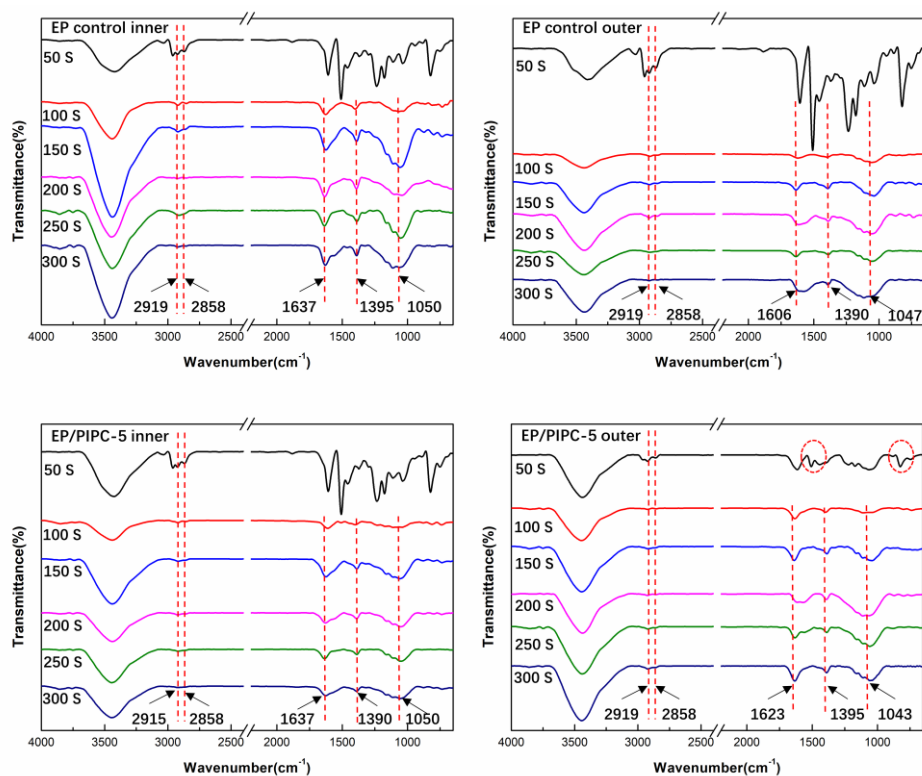 EP control inner
50 S
100 S
150 S
200 S
250 S
300 S
2919 2858 1637 1395 1050
4000 3500 3000 2500 1500 1000
Wavenumber(cm-1)
Transmittance(%)
EP control outer
50 S
100 S
150 S
200 S
250 S
300 S
2919 2858 1606 1390 1047
4000 3500 3000 2500 2000 1500 1000
Wavenumber(cm-1)
Transmittance(%)
EP/PIPC-5 inner
50 S
100 S
150 S
200 S
250 S
300 S
2915 2858 1637 1390 1050
4000 3500 3000 2500 1500 1000
Wavenumber(cm-1)
Transmittance(%)
EP/PIPC-5 outer
50 S
100 S
150 S
200 S
250 S
300 S
2919 2858 1623 1395 1043
4000 3500 3000 2500 2000 1500 1000
Wavenumber(cm-1)
Transmittance(%)